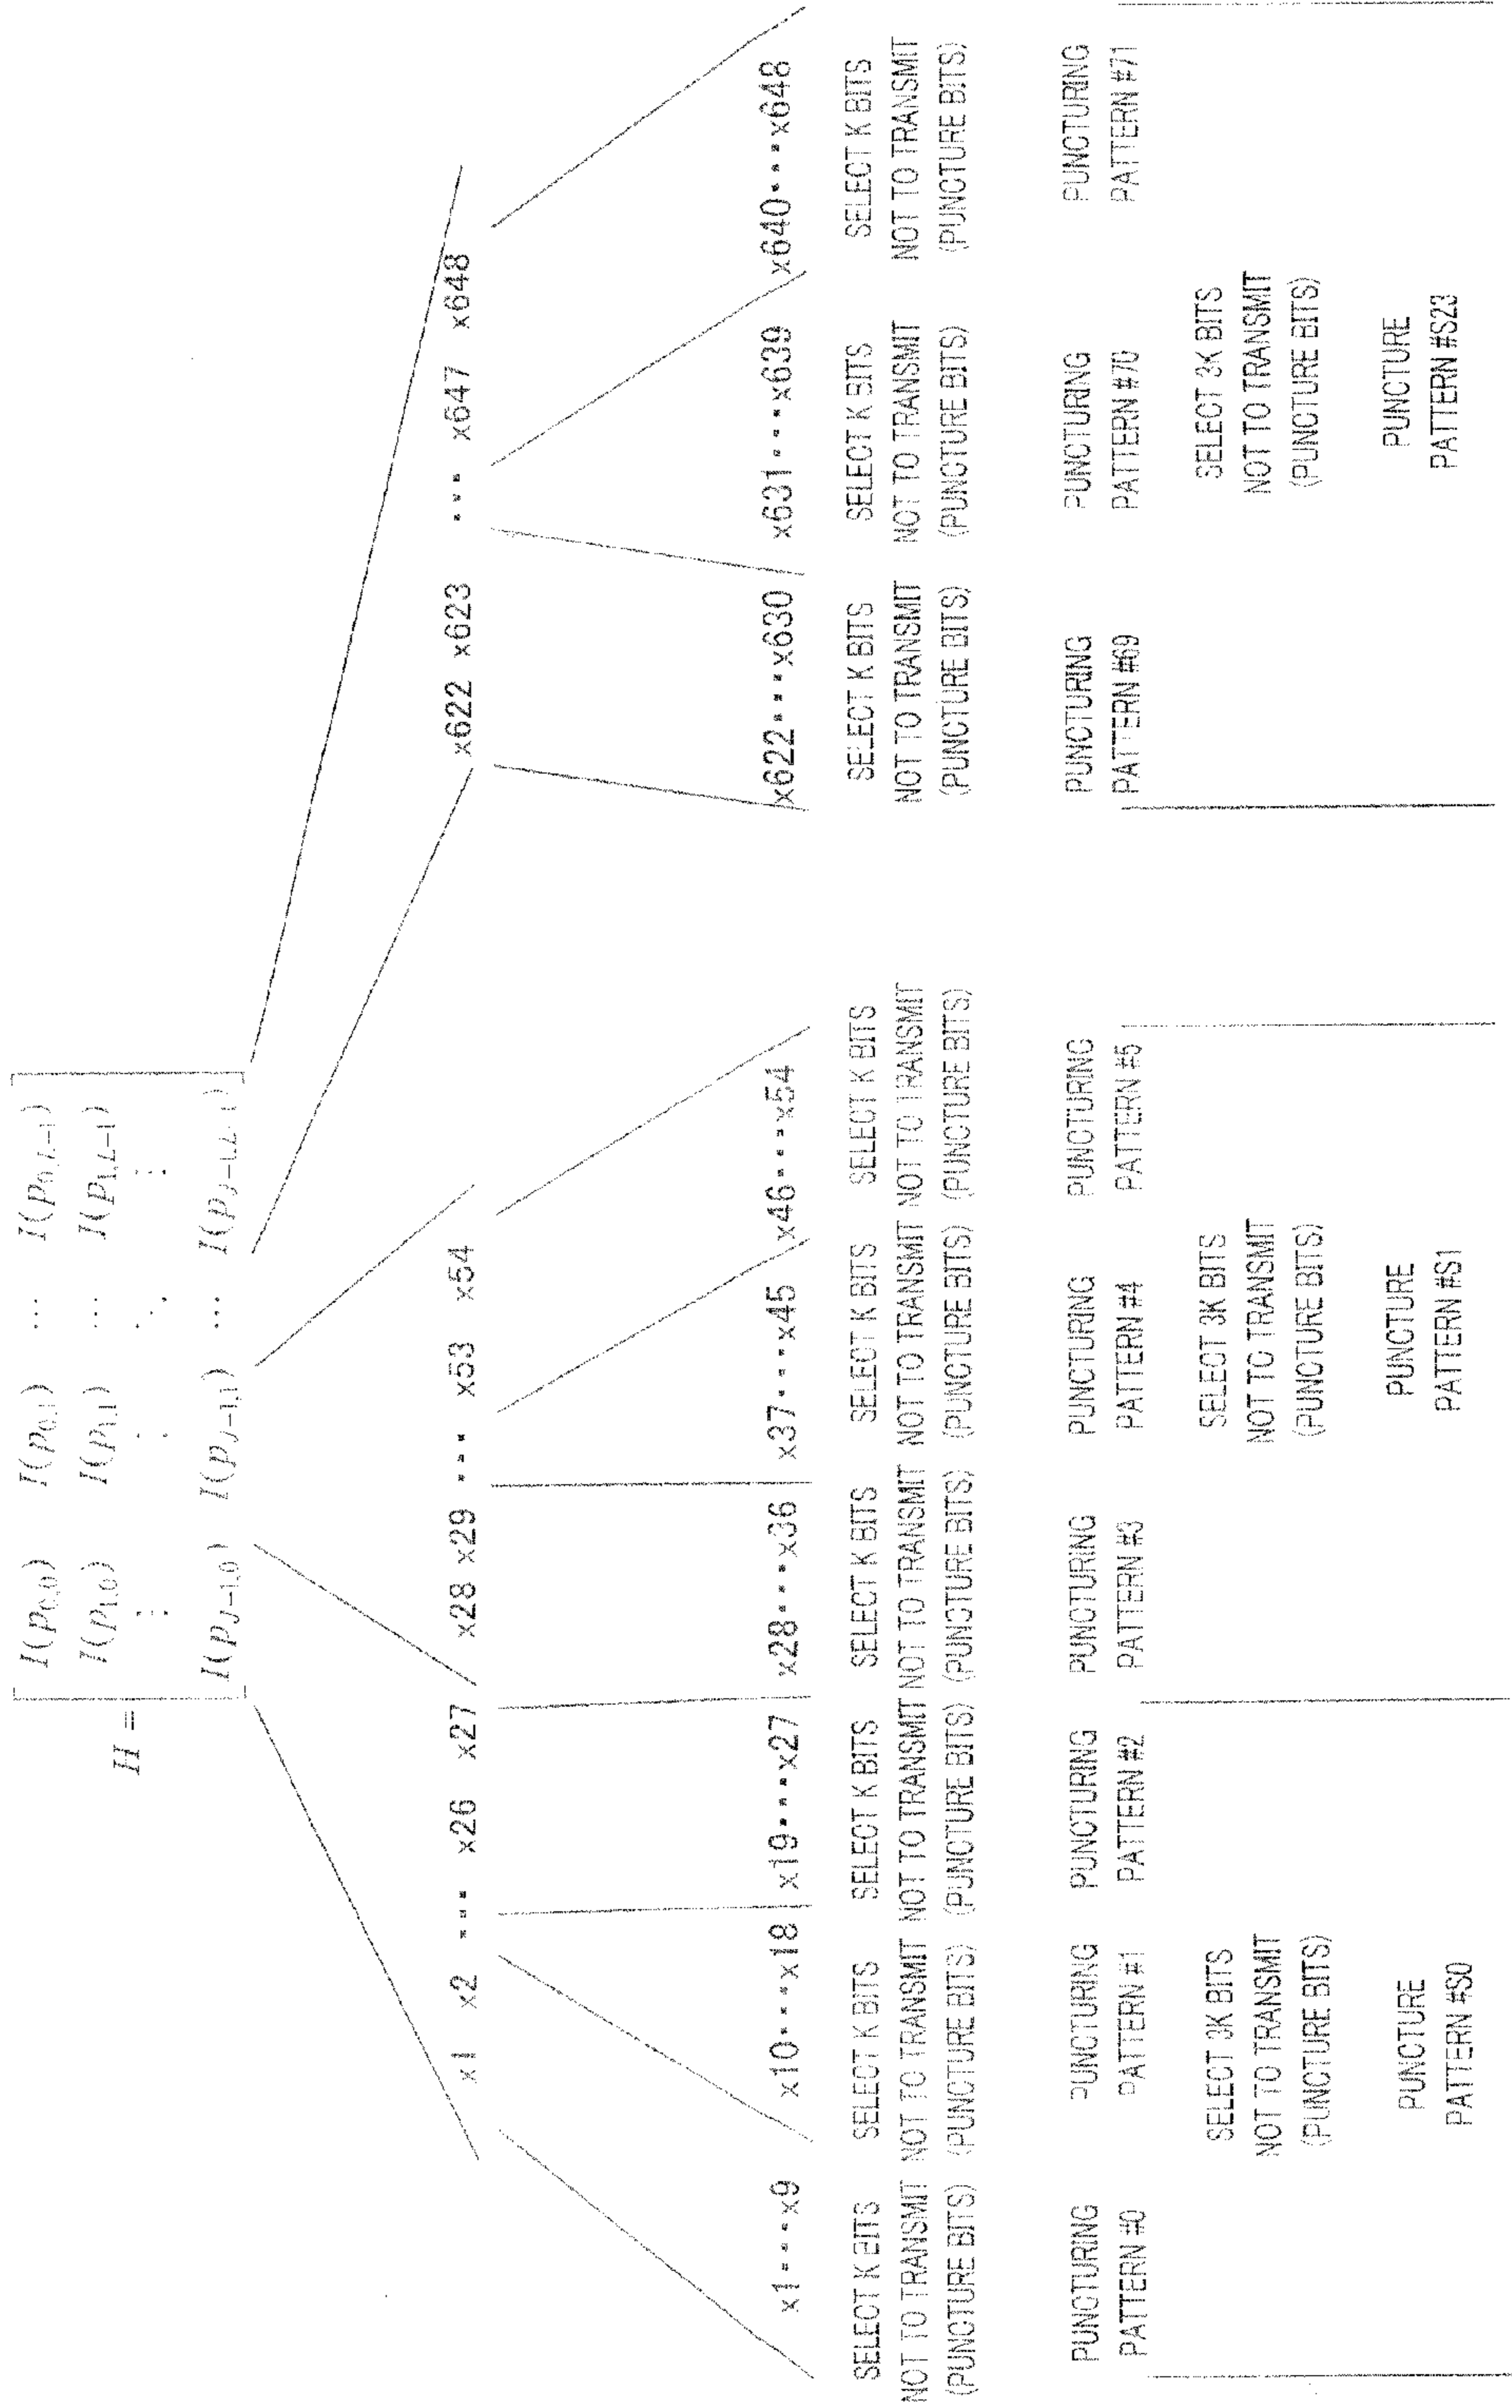 I(p0,0) I(p0,1) ... I(p0,L-1)
H = I(p1,0) I(p1,1) ... I(p1,L-1)
I(pJ-1,0) I(pJ-1,1) ... I(pJ-1,L-1)
x1 x2 ... x26 x27 x28 x29 ... x53 x54 x622 x623 ... x647 x648
x1...x9 x10...x18 x19...x27 x28...x36 x37...x45 x46...x54 x622...x630 x631...x639 x640...x648
SELECT K BITS SELECT K BITS SELECT K BITS SELECT K BITS SELECT K BITS SELECT K BITS SELECT K BITS SELECT K BITS SELECT K BITS
NOT TO TRANSMIT NOT TO TRANSMIT NOT TO TRANSMIT NOT TO TRANSMIT NOT TO TRANSMIT NOT TO TRANSMIT NOT TO TRANSMIT NOT TO TRANSMIT NOT TO TRANSMIT
(PUNCTURE BITS) (PUNCTURE BITS) (PUNCTURE BITS) (PUNCTURE BITS) (PUNCTURE BITS) (PUNCTURE BITS) (PUNCTURE BITS) (PUNCTURE BITS) (PUNCTURE BITS)
PUNCTURING PUNCTURING PUNCTURING PUNCTURING PUNCTURING PUNCTURING PUNCTURING PUNCTURING PUNCTURING
PATTERN #0 PATTERN #1 PATTERN #2 PATTERN #3 PATTERN #4 PATTERN #5 PATTERN #69 PATTERN #70 PATTERN #71
SELECT 3K BITS SELECT 3K BITS SELECT 3K BITS
NOT TO TRANSMIT NOT TO TRANSMIT NOT TO TRANSMIT
(PUNCTURE BITS) (PUNCTURE BITS) (PUNCTURE BITS)
PUNCTURE PUNCTURE PUNCTURE
PATTERN #S0 PATTERN #S1 PATTERN #S23